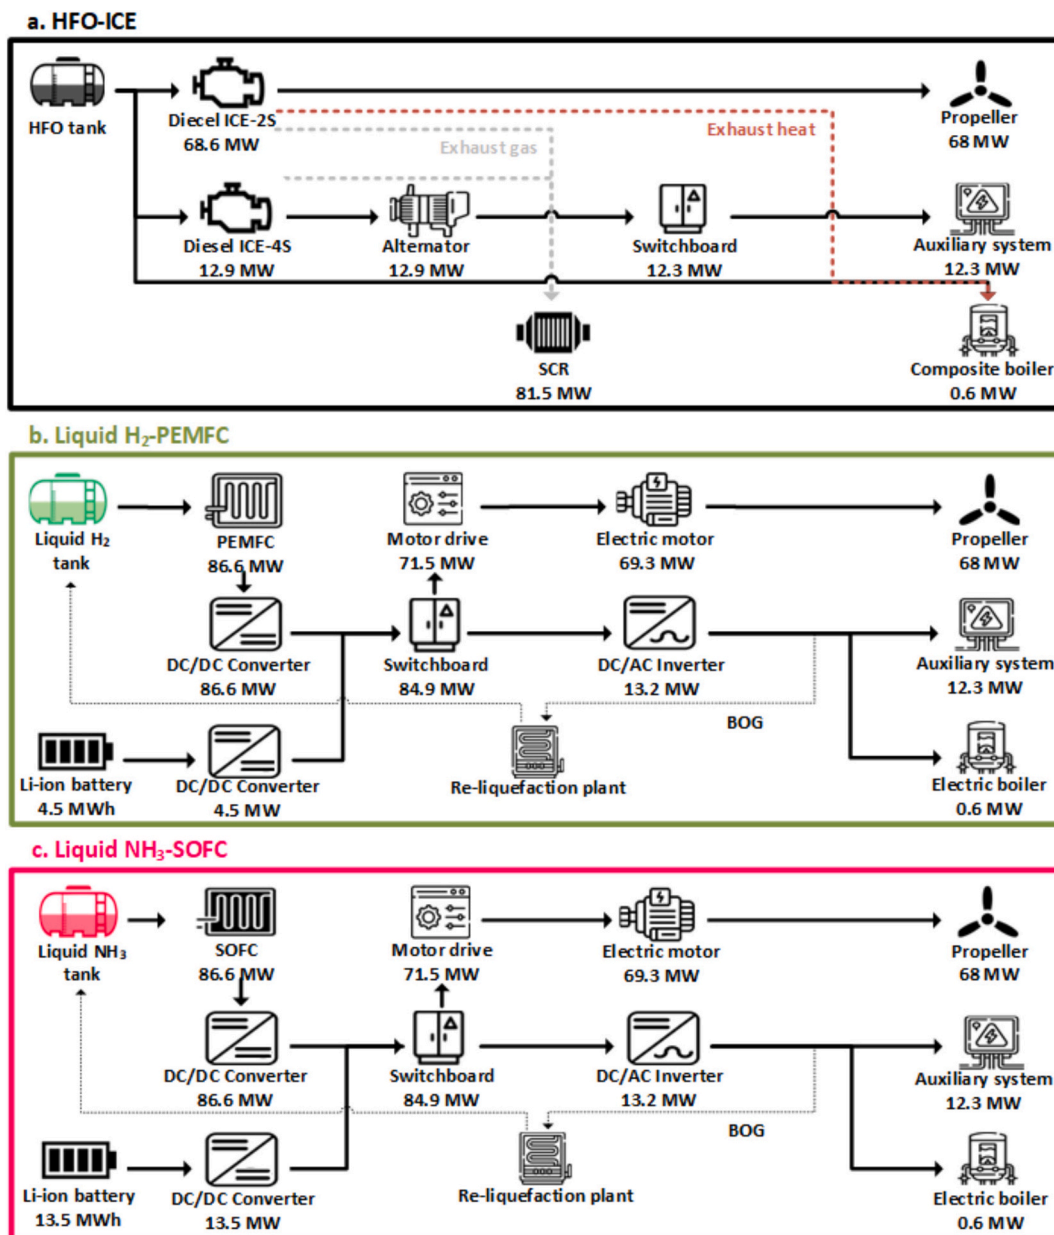 a. HFO-ICE
HFO tank
Diecel ICE-2S
68.6 MW
Exhaust gas
Exhaust heat
Propeller
68 MW
Diesel ICE-4S
12.9 MW
Alternator
12.9 MW
Switchboard
12.3 MW
Auxiliary system
12.3 MW
SCR
81.5 MW
Composite boiler
0.6 MW
b. Liquid H₂-PEMFC
Liquid H₂
tank
PEMFC
86.6 MW
Motor drive
71.5 MW
Electric motor
69.3 MW
Propeller
68 MW
DC/DC Converter
86.6 MW
Switchboard
84.9 MW
DC/AC Inverter
13.2 MW
Auxiliary system
12.3 MW
BOG
Li-ion battery
4.5 MWh
DC/DC Converter
4.5 MW
Re-liquefaction plant
Electric boiler
0.6 MW
c. Liquid NH₃-SOFC
Liquid NH₃
tank
SOFC
86.6 MW
Motor drive
71.5 MW
Electric motor
69.3 MW
Propeller
68 MW
DC/DC Converter
86.6 MW
Switchboard
84.9 MW
DC/AC Inverter
13.2 MW
Auxiliary system
12.3 MW
BOG
Li-ion battery
13.5 MWh
DC/DC Converter
13.5 MW
Re-liquefaction plant
Electric boiler
0.6 MW